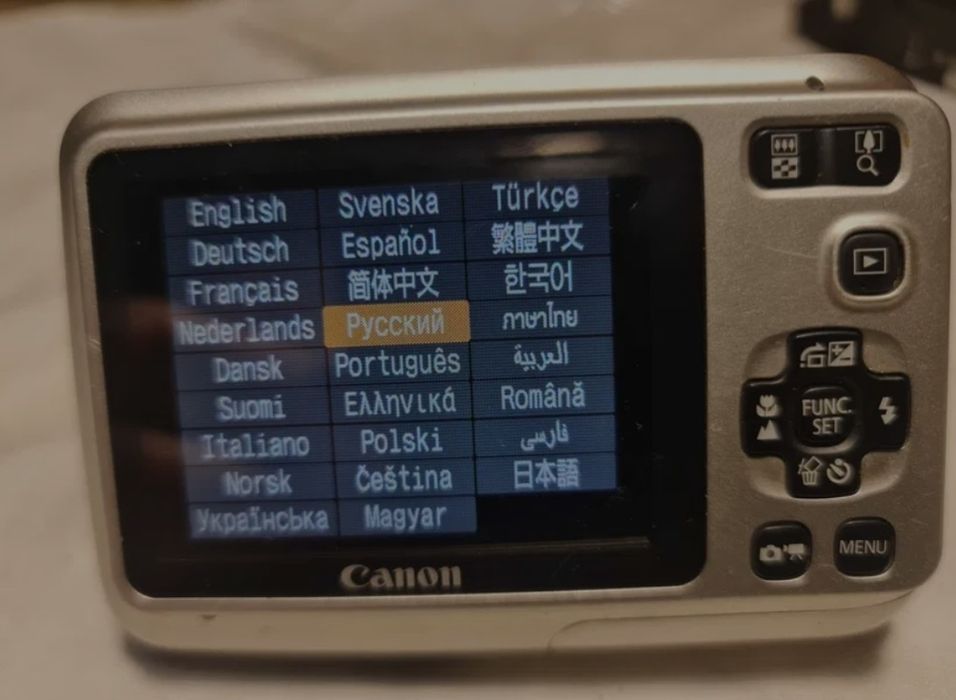 English Svenska Türkçe
Deutsch Español 繁體中文
Français 简体中文 한국어
Nederlands Русский ภาษาไทย
Dansk Português العربية
Suomi Ελληνικά Română
Italiano Polski فارسی
Norsk Čeština 日本語
Українська Magyar
Canon
FUNC.
SET
MENU